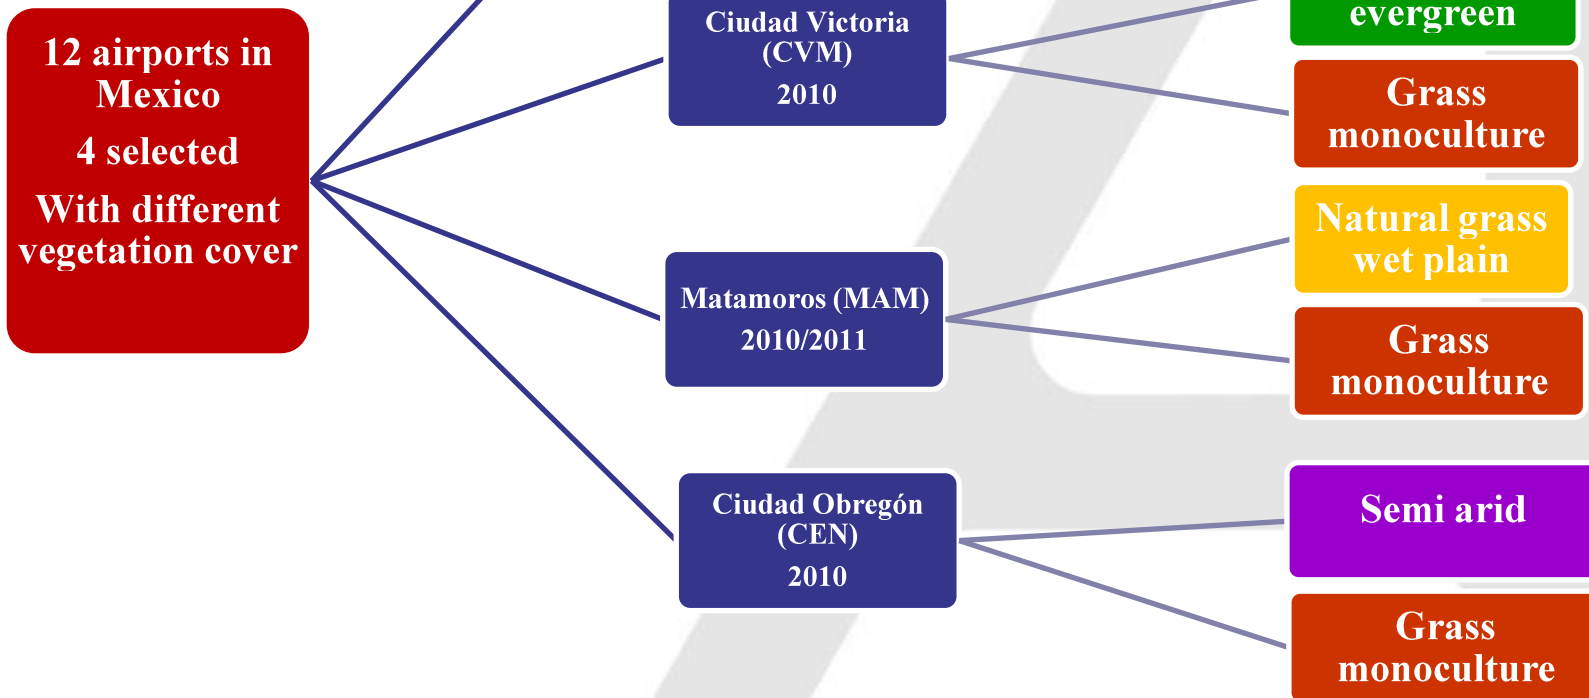 12 airports in
Mexico
4 selected
With different
vegetation cover
Ciudad Victoria
(CVM)
2010
evergreen
Grass
monoculture
Matamoros (MAM)
2010/2011
Natural grass
wet plain
Grass
monoculture
Ciudad Obregón
(CEN)
2010
Semi arid
Grass
monoculture